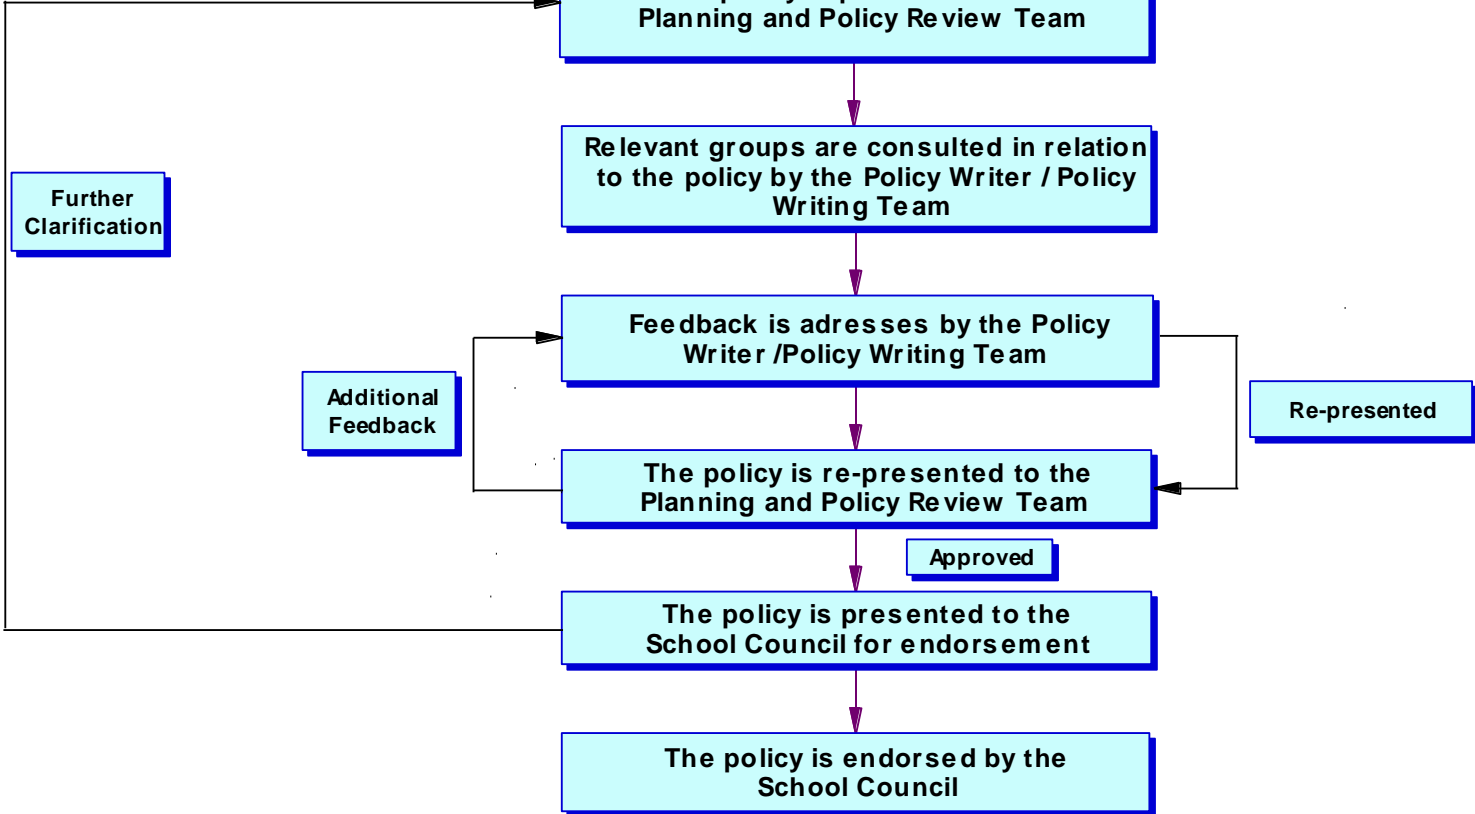 Planning and Policy Review Team
Relevant groups are consulted in relation
to the policy by the Policy Writer / Policy
Writing Team
Further
Clarification
Feedback is adresses by the Policy
Writer /Policy Writing Team
Additional
Feedback
Re-presented
The policy is re-presented to the
Planning and Policy Review Team
Approved
The policy is presented to the
School Council for endorsement
The policy is endorsed by the
School Council